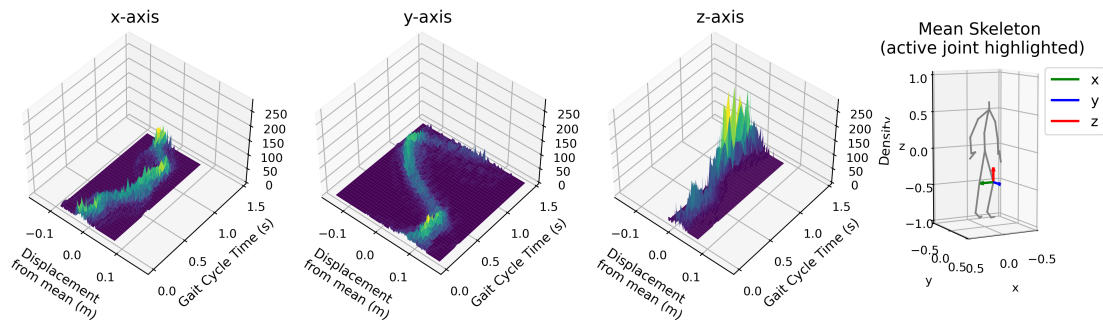 x-axis
y-axis
z-axis
Mean Skeleton
(active joint highlighted)
x
y
z
250
200
150
100
50
0
1.5
1.0
0.5
0.0
−0.1
0.0
0.1
Displacement
from mean (m)
Gait Cycle Time (s)
250
200
150
100
50
0
1.5
1.0
0.5
0.0
−0.1
0.0
0.1
Displacement
from mean (m)
Gait Cycle Time (s)
250
200
150
100
50
0
Density
1.5
1.0
0.5
0.0
−0.1
0.0
0.1
Displacement
from mean (m)
Gait Cycle Time (s)
1.0
0.5
z
0.0
−0.5
−1.0
−0.5
0.0
0.5
y
0.5
0.0
−0.5
x